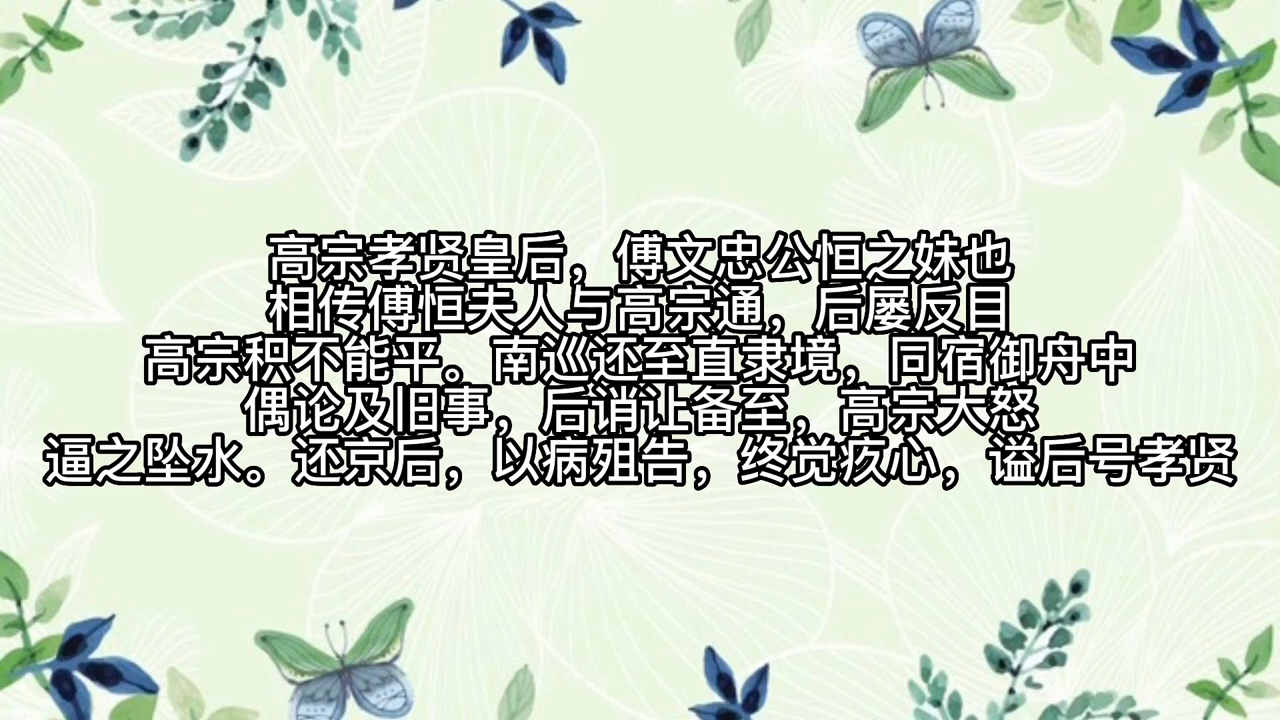 高宗孝贤皇后，傅文忠公恒之妹也
相传傅恒夫人与高宗通，后屡反目
高宗积不能平。南巡还至直隶境，同宿御舟中
偶论及旧事，后诮让备至，高宗大怒
逼之坠水。还京后，以病殂告，终觉疚心，谥后号孝贤